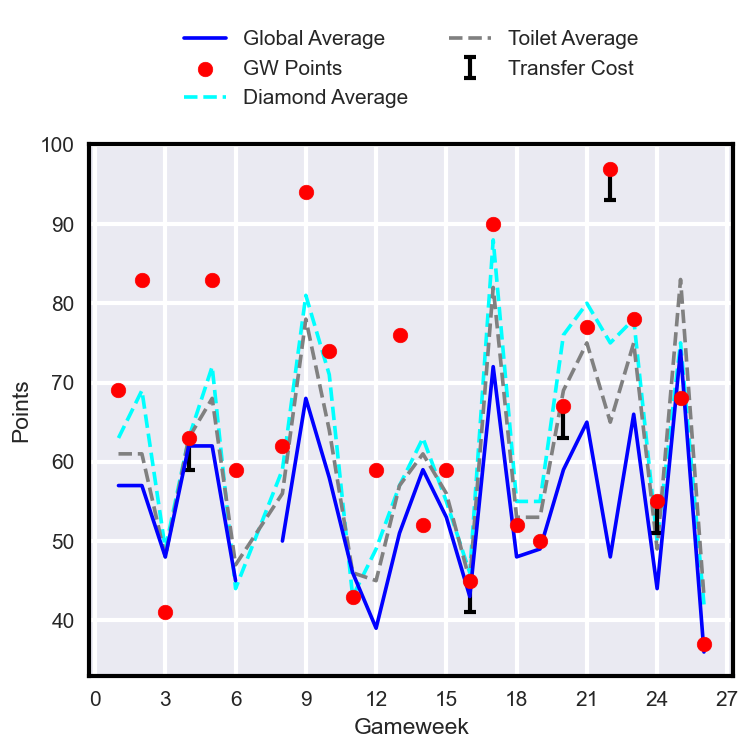 Global Average
GW Points
Diamond Average
Toilet Average
Transfer Cost
100
90
80
70
60
50
40
Points
0 3 6 9 12 15 18 21 24 27
Gameweek